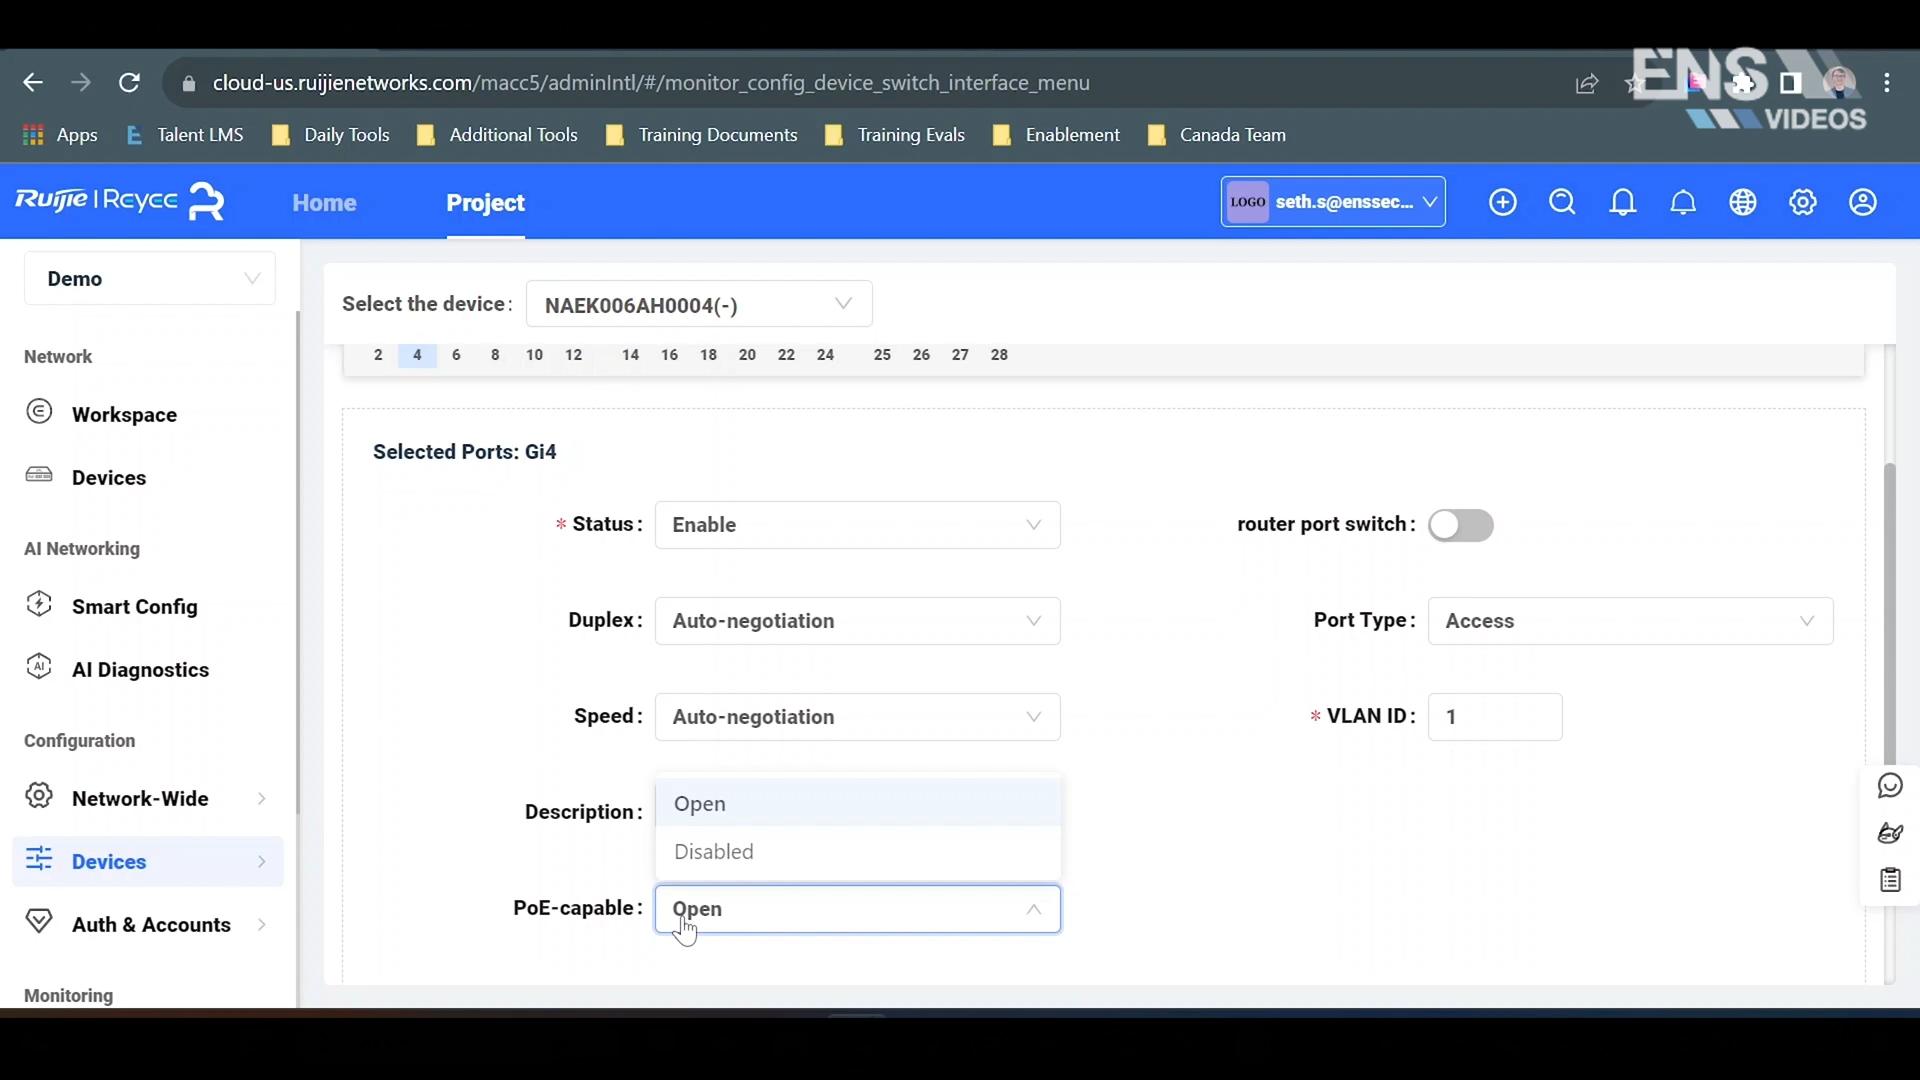 cloud-us.ruijienetworks.com/macc5/adminIntl/#/monitor_config_device_switch_interface_menu
ENS
VIDEOS
Apps Talent LMS Daily Tools Additional Tools Training Documents Training Evals Enablement Canada Team
Ruijie | Reyee Home Project LOGO seth.s@enssec...
Demo
Select the device: NAEK006AH0004(-)
2 4 6 8 10 12 14 16 18 20 22 24 25 26 27 28
Network
Workspace
Devices
AI Networking
Smart Config
AI Diagnostics
Configuration
Network-Wide
Devices
Auth & Accounts
Monitoring
Selected Ports: Gi4
* Status: Enable
router port switch:
Duplex: Auto-negotiation
Port Type: Access
Speed: Auto-negotiation
* VLAN ID: 1
Description:
Open
Disabled
PoE-capable: Open